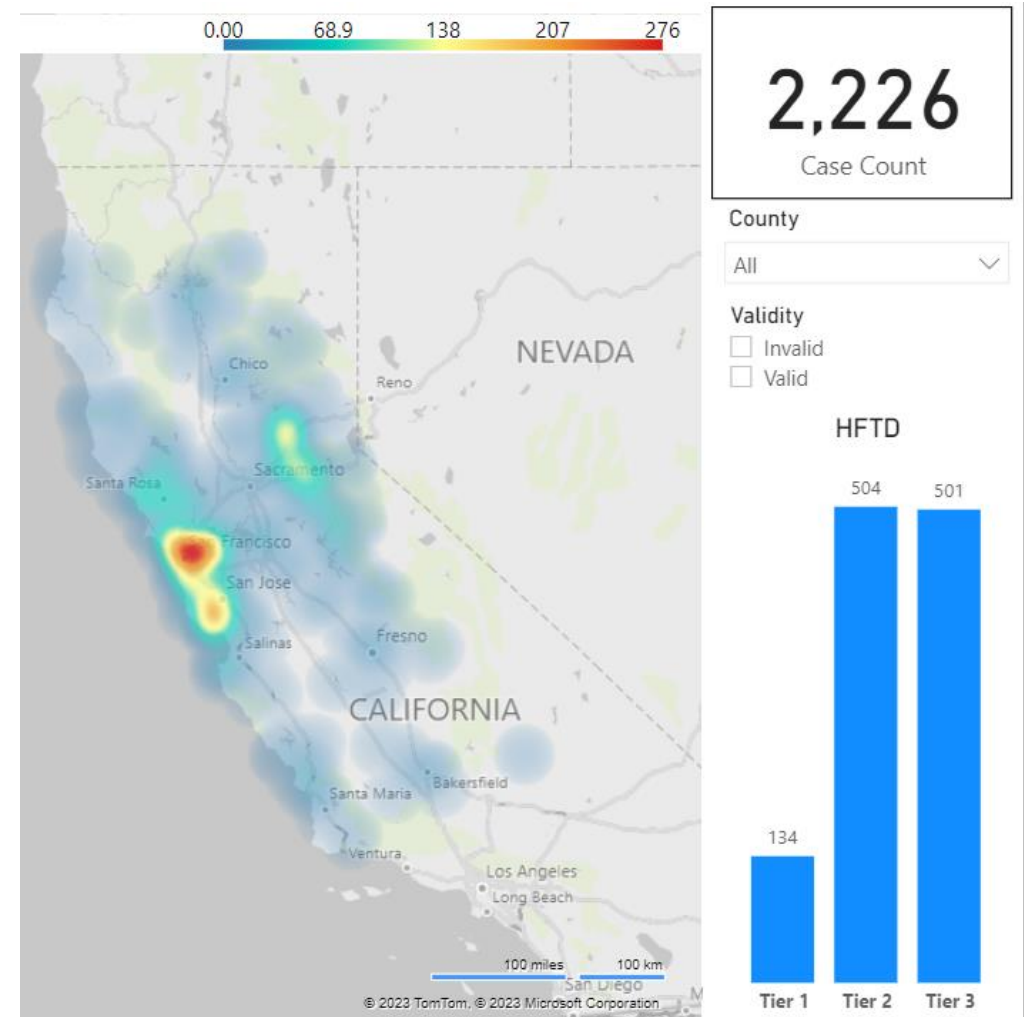 0.00 68.9 138 207 276
2,226
Case Count
County
All
Validity
Invalid
Valid
HFTD
504
501
134
Tier 1 Tier 2 Tier 3
Chico
Reno
NEVADA
Sacramento
Santa Rosa
Francisco
San Jose
Salinas
Fresno
CALIFORNIA
Bakersfield
Santa Maria
Ventura
Los Angeles
Long Beach
100 miles 100 km
San Diego
M
© 2023 TomTom, © 2023 Microsoft Corporation